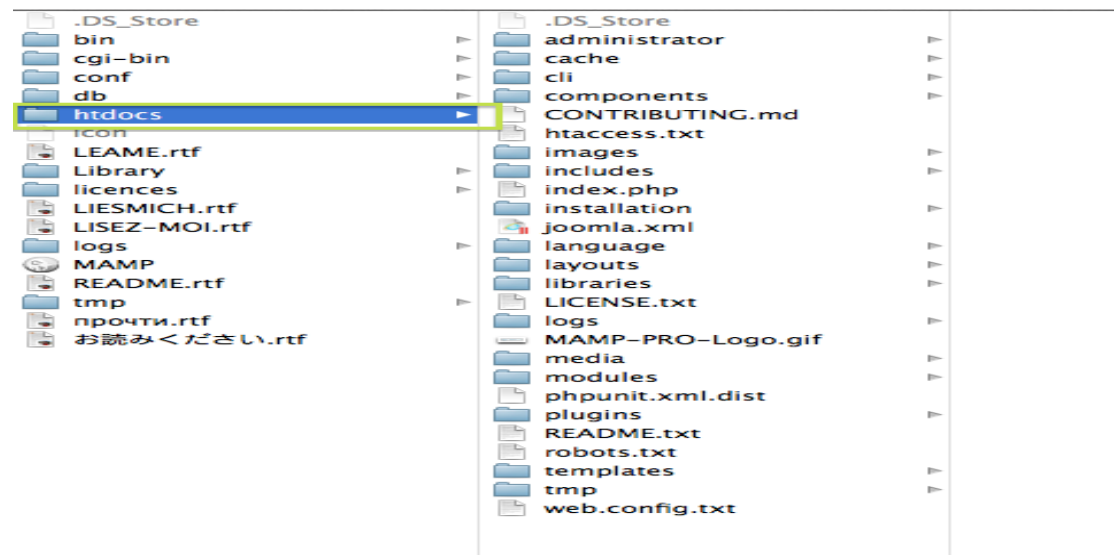 .DS_Store
bin
cgi-bin
conf
db
htdocs
icon
LEAME.rtf
Library
licences
LIESMICH.rtf
LISEZ-MOI.rtf
logs
MAMP
README.rtf
tmp
прочти.rtf
お読みください.rtf
.DS_Store
administrator
cache
cli
components
CONTRIBUTING.md
htaccess.txt
images
includes
index.php
installation
joomla.xml
language
layouts
libraries
LICENSE.txt
logs
MAMP-PRO-Logo.gif
media
modules
phpunit.xml.dist
plugins
README.txt
robots.txt
templates
tmp
web.config.txt